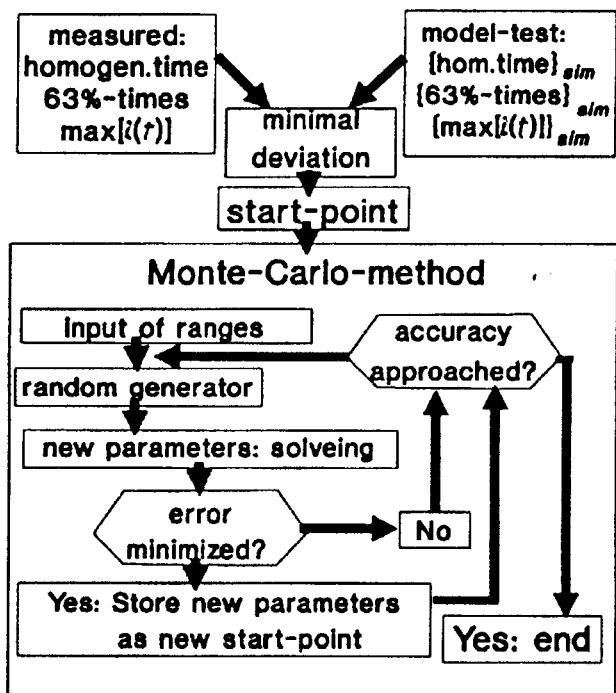 measured:
homogen.time
63%-times
max[i(t)]
model-test:
{hom.time}sim
{63%-times}sim
{max[i(t)]}sim
minimal
deviation
start-point
Monte-Carlo-method
input of ranges
accuracy
approached?
random generator
new parameters: solveing
error
minimized?
No
Yes: Store new parameters
as new start-point
Yes: end